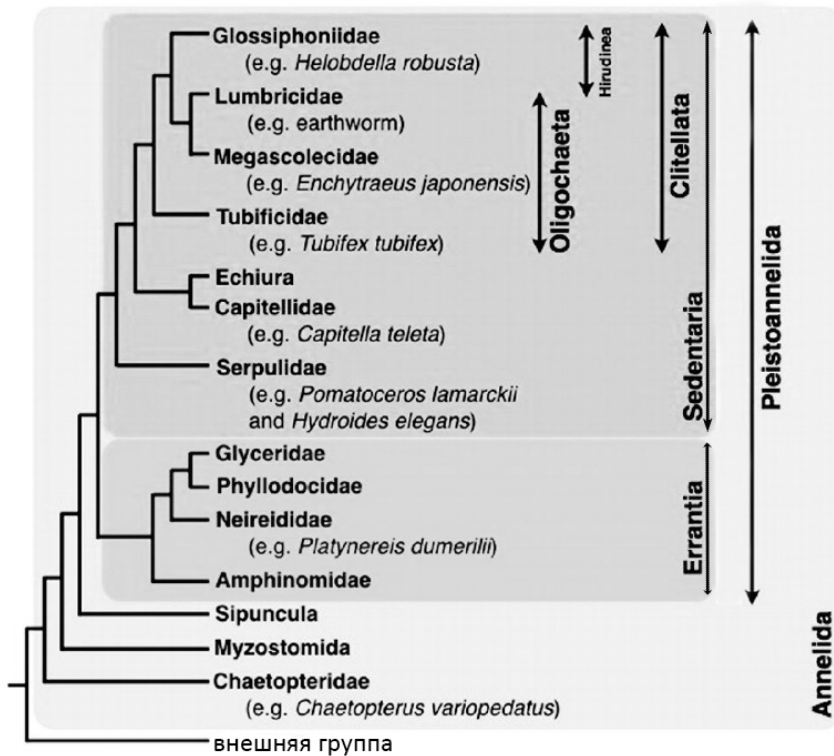 Glossiphoniidae
(e.g. Helobdella robusta)
Lumbricidae
(e.g. earthworm)
Megascolecidae
(e.g. Enchytraeus japonensis)
Tubificidae
(e.g. Tubifex tubifex)
Echiura
Capitellidae
(e.g. Capitella teleta)
Serpulidae
(e.g. Pomatoceros lamarckii
and Hydroides elegans)
Glyceridae
Phyllodocidae
Neireididae
(e.g. Platynereis dumerilii)
Amphinomidae
Sipuncula
Myzostomida
Chaetopteridae
(e.g. Chaetopterus variopedatus)
внешняя группа
Hirudinea
Oligochaeta
Clitellata
Sedentaria
Errantia
Pleistoannelida
Annelida